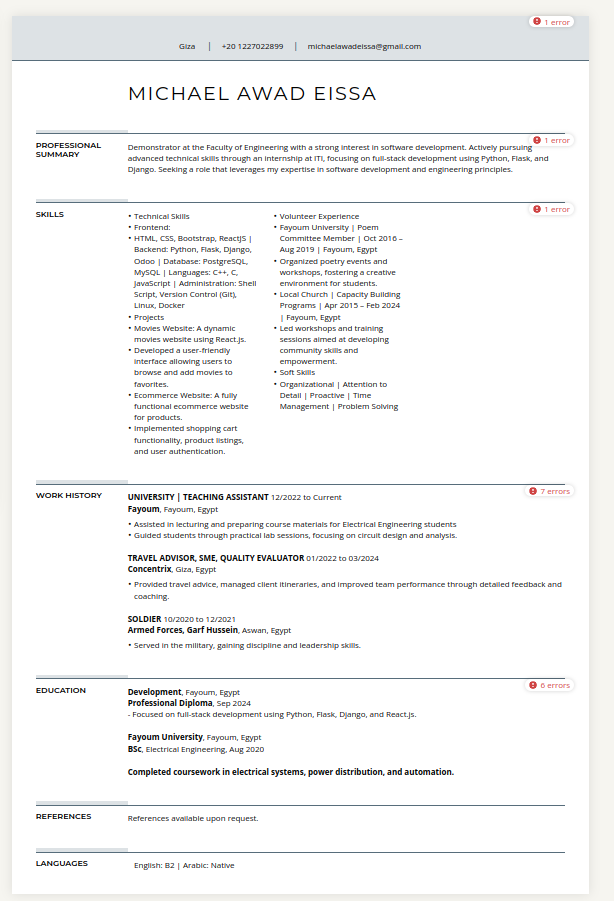 1 error
Giza | +20 1227022899 | michaelawadeissa@gmail.com
MICHAEL AWAD EISSA
1 error
PROFESSIONAL
SUMMARY
Demonstrator at the Faculty of Engineering with a strong interest in software development. Actively pursuing
advanced technical skills through an internship at ITI, focusing on full-stack development using Python, Flask, and
Django. Seeking a role that leverages my expertise in software development and engineering principles.
1 error
SKILLS
• Technical Skills
• Frontend:
• HTML, CSS, Bootstrap, ReactJS |
Backend: Python, Flask, Django,
Odoo | Database: PostgreSQL,
MySQL | Languages: C++, C,
JavaScript | Administration: Shell
Script, Version Control (Git),
Linux, Docker
• Projects
• Movies Website: A dynamic
movies website using React.js.
• Developed a user-friendly
interface allowing users to
browse and add movies to
favorites.
• Ecommerce Website: A fully
functional ecommerce website
for products.
• Implemented shopping cart
functionality, product listings,
and user authentication.
• Volunteer Experience
• Fayoum University | Poem
Committee Member | Oct 2016 –
Aug 2019 | Fayoum, Egypt
• Organized poetry events and
workshops, fostering a creative
environment for students.
• Local Church | Capacity Building
Programs | Apr 2015 – Feb 2024
| Fayoum, Egypt
• Led workshops and training
sessions aimed at developing
community skills and
empowerment.
• Soft Skills
• Organizational | Attention to
Detail | Proactive | Time
Management | Problem Solving
7 errors
WORK HISTORY
UNIVERSITY | TEACHING ASSISTANT 12/2022 to Current
Fayoum, Fayoum, Egypt
• Assisted in lecturing and preparing course materials for Electrical Engineering students
• Guided students through practical lab sessions, focusing on circuit design and analysis.
TRAVEL ADVISOR, SME, QUALITY EVALUATOR 01/2022 to 03/2024
Concentrix, Giza, Egypt
• Provided travel advice, managed client itineraries, and improved team performance through detailed feedback and
coaching.
SOLDIER 10/2020 to 12/2021
Armed Forces, Garf Hussein, Aswan, Egypt
• Served in the military, gaining discipline and leadership skills.
6 errors
EDUCATION
Development, Fayoum, Egypt
Professional Diploma, Sep 2024
- Focused on full-stack development using Python, Flask, Django, and React.js.
Fayoum University, Fayoum, Egypt
BSc, Electrical Engineering, Aug 2020
Completed coursework in electrical systems, power distribution, and automation.
REFERENCES
References available upon request.
LANGUAGES
English: B2 | Arabic: Native